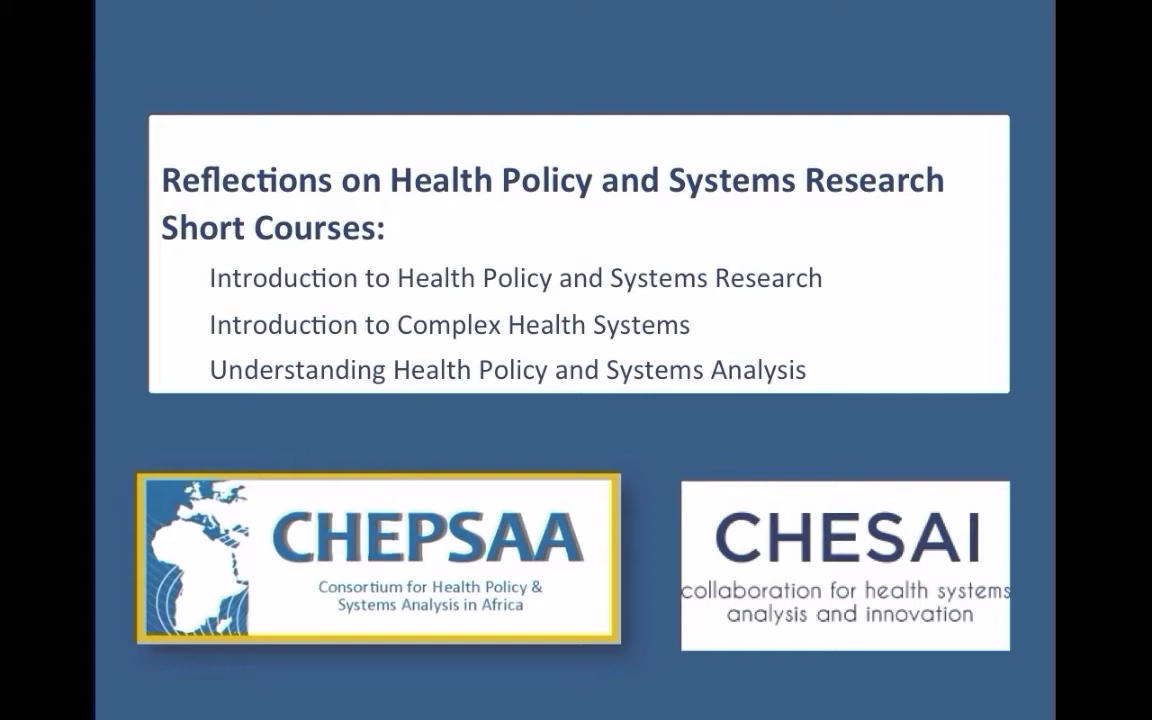 Reflections on Health Policy and Systems Research
Short Courses:
Introduction to Health Policy and Systems Research
Introduction to Complex Health Systems
Understanding Health Policy and Systems Analysis
CHEPSAA
Consortium for Health Policy &
Systems Analysis in Africa
CHESAI
collaboration for health systems
analysis and innovation